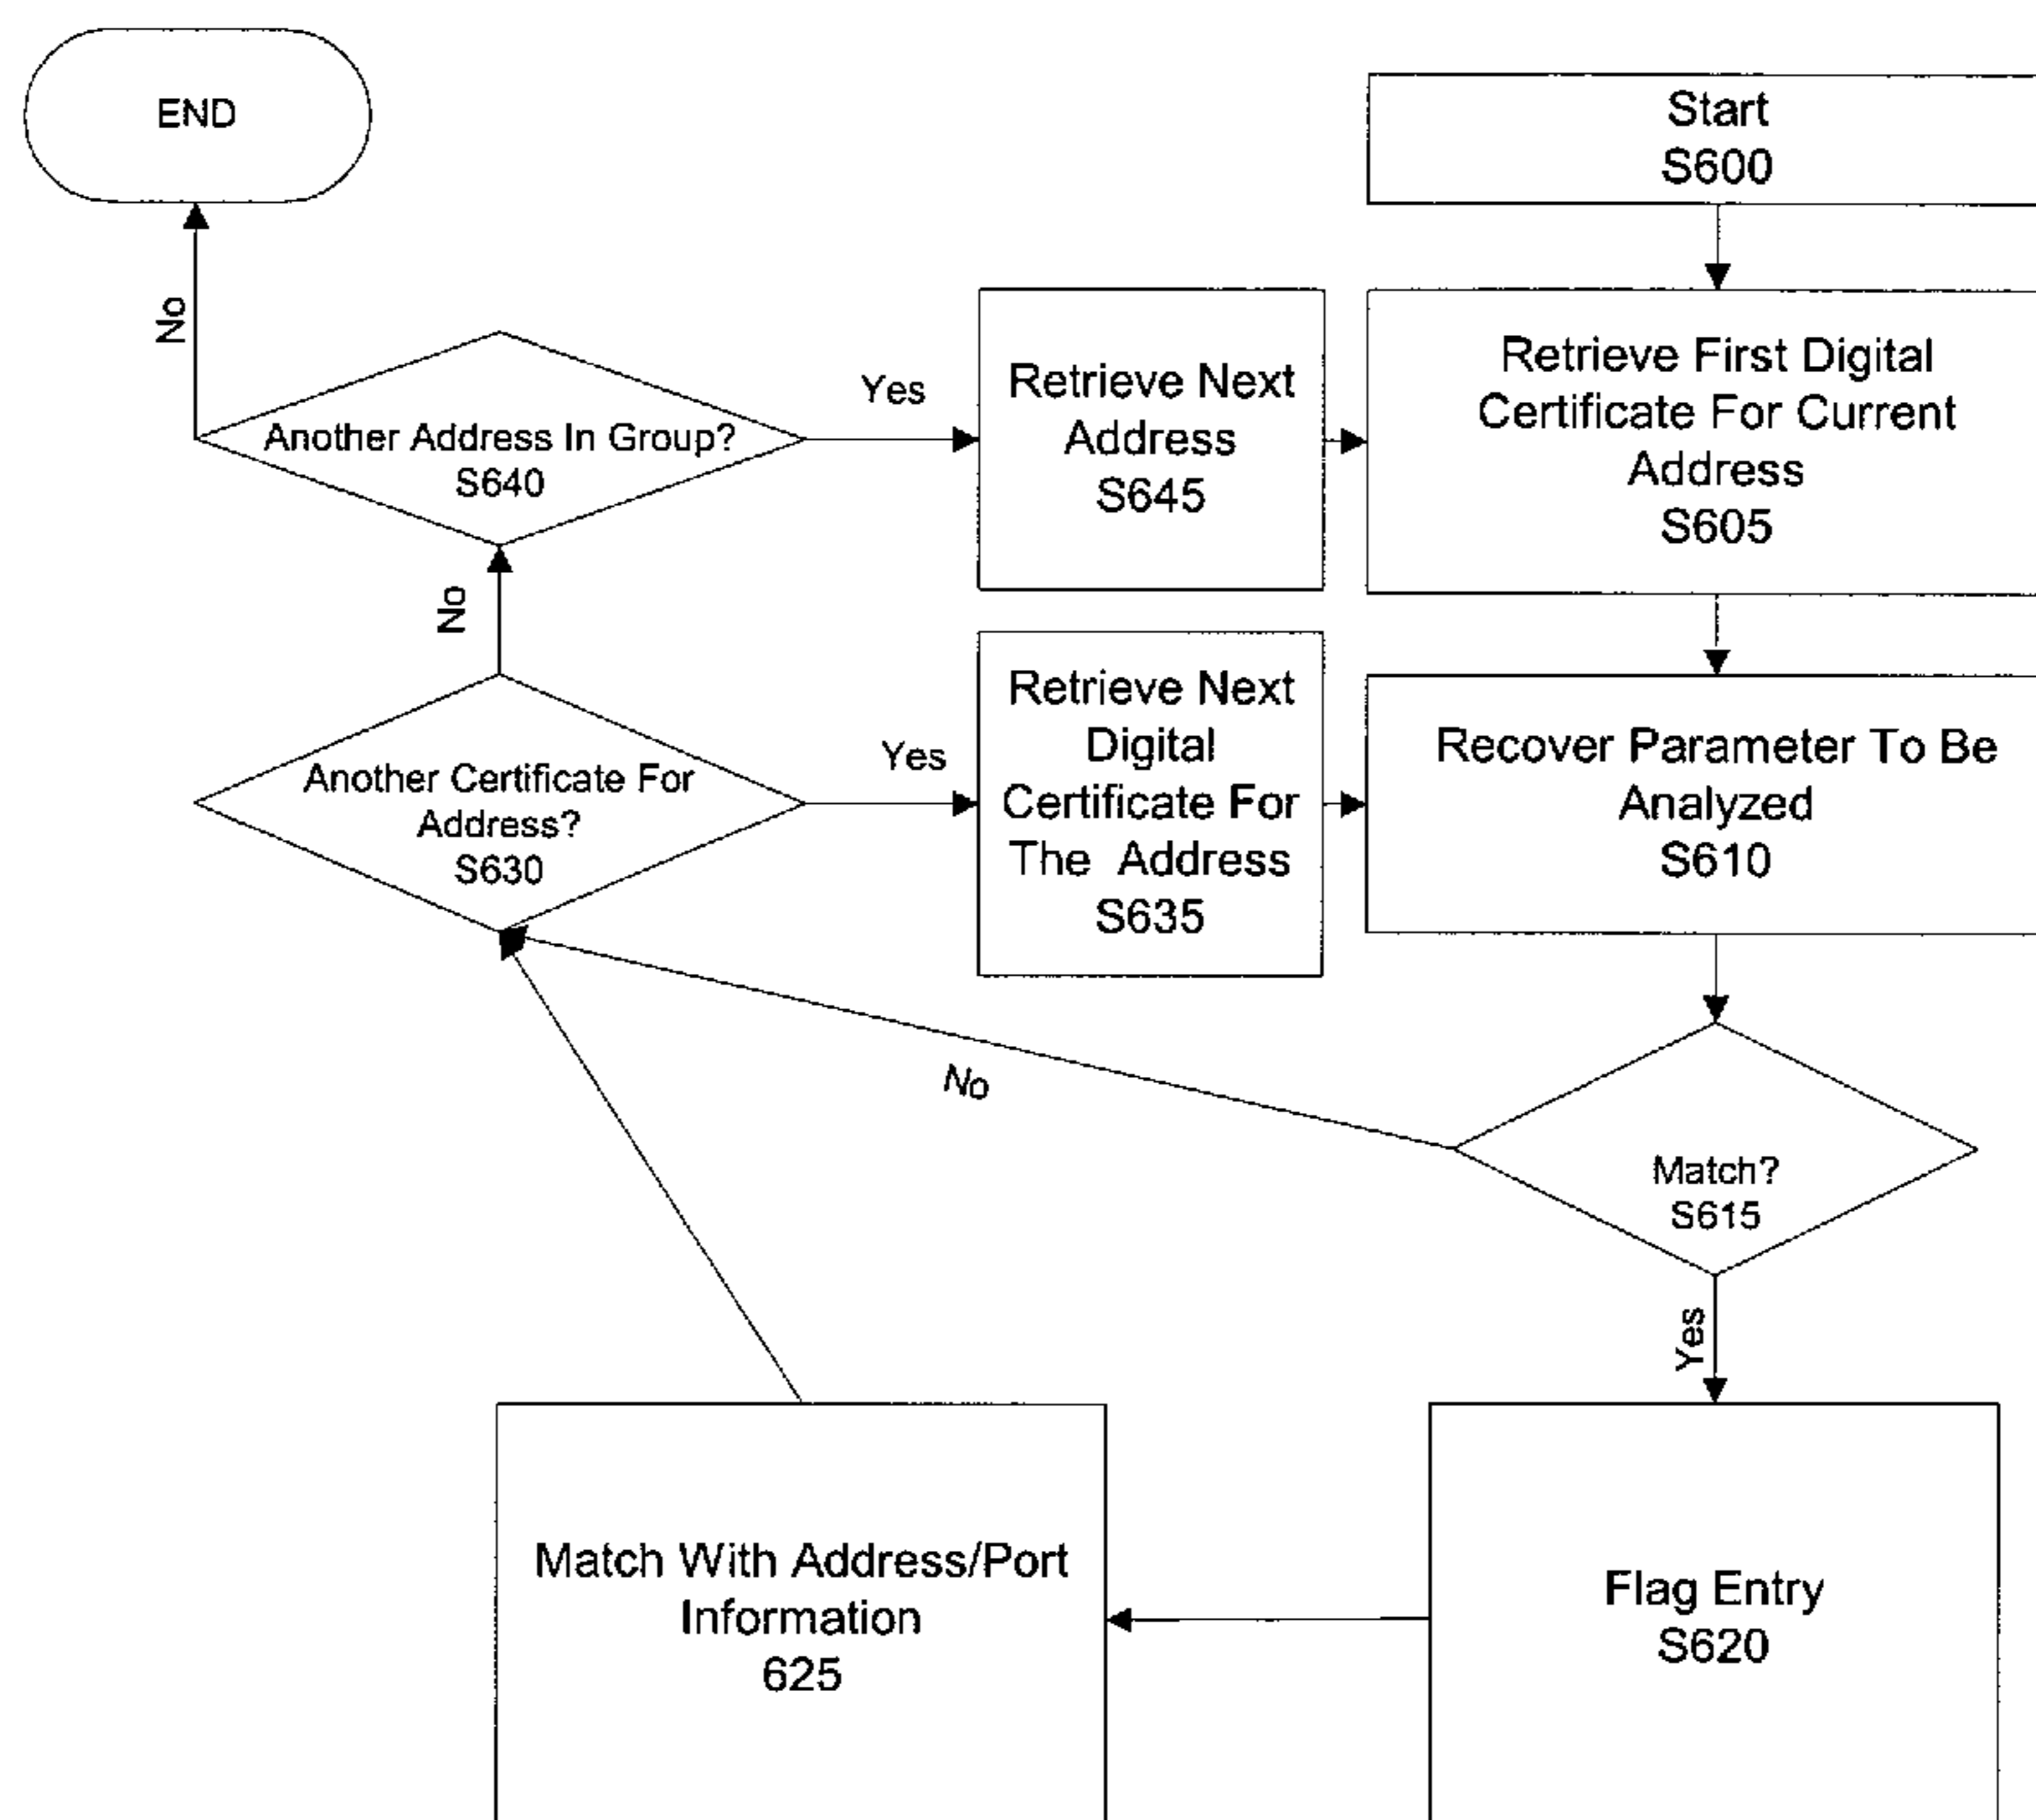 END
Start
S600
No
Another Address In Group?
S640
Yes
Retrieve Next
Address
S645
Retrieve First Digital
Certificate For Current
Address
S605
No
Another Certificate For
Address?
S630
Yes
Retrieve Next
Digital
Certificate For
The Address
S635
Recover Parameter To Be
Analyzed
S610
No
Match?
S615
Yes
Match With Address/Port
Information
625
Flag Entry
S620